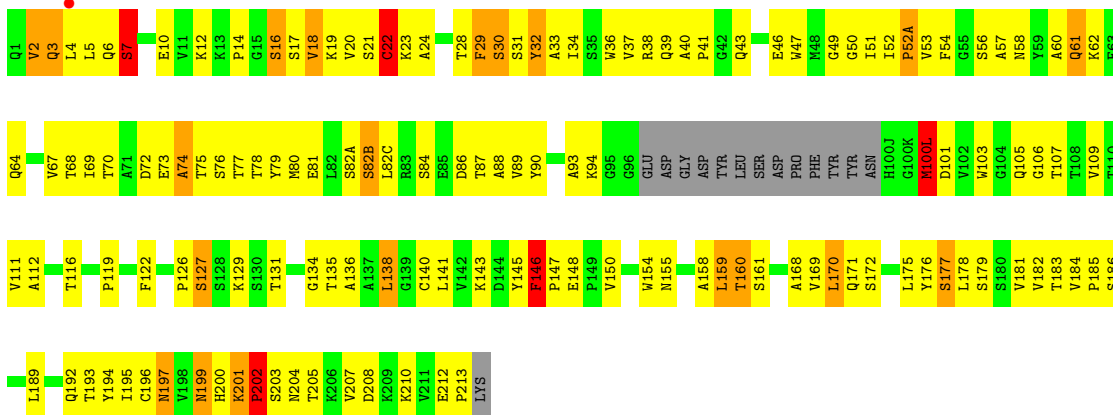 Q1 V2 Q3 L4 L5 Q6 S7 E10 V11 K12 K13 P14 G15 S16 S17 V18 K19 V20 S21 C22 K23 A24 T28 F29 S30 S31 Y32 A33 I34 S35 W36 V37 R38 Q39 A40 P41 G42 Q43 E46 W47 M48 G49 G50 I51 I52 P52A V53 F54 G55 S56 A57 N58 Y59 A60 Q61 K62 F63
Q64 V67 T68 I69 T70 A71 D72 E73 A74 T75 S76 T77 T78 Y79 M80 E81 L82 S82A S82B L82C R83 S84 E85 D86 T87 A88 V89 Y90 A93 K94 G95 G96 GLU ASP GLY ASP TYR LEU SER ASP PRO PHE TYR TYR ASN H100J G100K M100L D101 V102 W103 G104 Q105 G106 T107 T108 V109 T110
V111 A112 T116 P119 F122 P126 S127 S128 K129 S130 T131 G134 T135 A136 A137 L138 G139 C140 L141 V142 K143 D144 Y145 F146 P147 E148 P149 V150 W154 N155 A158 L159 T160 S161 A168 V169 L170 Q171 S172 L175 Y176 S177 L178 S179 S180 V181 V182 T183 V184 P185 S186
L189 Q192 T193 Y194 I195 C196 N197 V198 N199 H200 K201 P202 S203 N204 T205 K206 V207 D208 K209 K210 V211 E212 P213 LYS